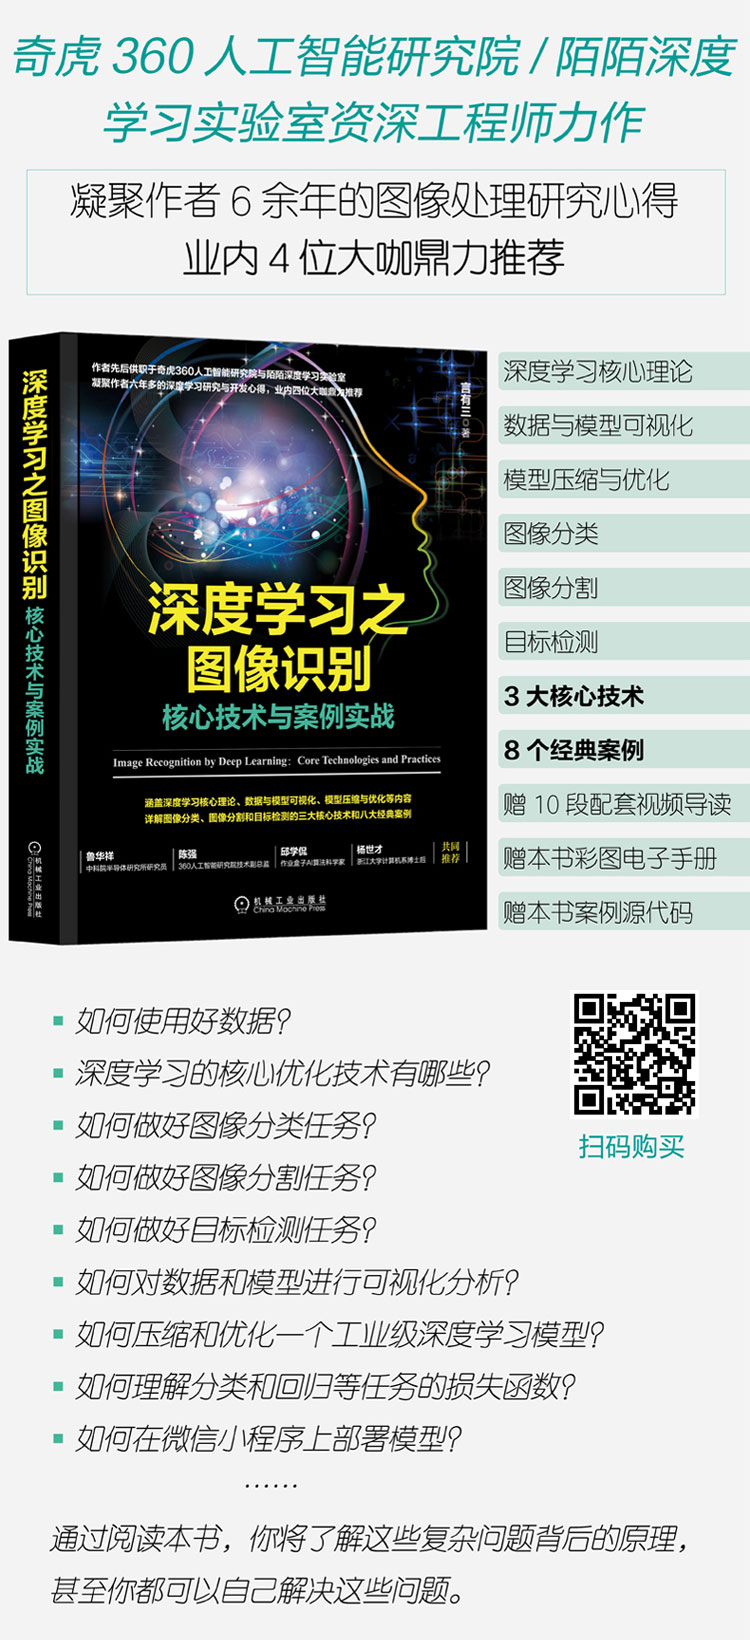 奇虎 360 人工智能研究院 / 陌陌深度
学习实验室资深工程师力作
凝聚作者 6 余年的图像处理研究心得
业内 4 位大咖鼎力推荐
深度学习之图像识别 核心技术与案例实战
机械工业出版社
China Machine Press
作者先后供职于奇虎360人工智能研究院与陌陌深度学习实验室
凝聚作者六年多的深度学习研究与开发心得，业内四位大咖鼎力推荐
言有三 ◎著
深度学习之
图像识别
核心技术与案例实战
Image Recognition by Deep Learning：Core Technologies and Practices
涵盖深度学习核心理论、数据与模型可视化、模型压缩与优化等内容
详解图像分类、图像分割和目标检测的三大核心技术和八大经典案例
鲁华祥
中科院半导体研究所研究员
陈强
360人工智能研究院技术副总监
邱学侃
作业盒子AI算法科学家
杨世才
浙江大学计算机系博士后
共同
推荐
机械工业出版社
China Machine Press
深度学习核心理论
数据与模型可视化
模型压缩与优化
图像分类
图像分割
目标检测
3 大核心技术
8 个经典案例
赠 10 段配套视频导读
赠本书彩图电子手册
赠本书案例源代码
如何使用好数据？
深度学习的核心优化技术有哪些？
如何做好图像分类任务？
如何做好图像分割任务？
如何做好目标检测任务？
如何对数据和模型进行可视化分析？
如何压缩和优化一个工业级深度学习模型？
如何理解分类和回归等任务的损失函数？
如何在微信小程序上部署模型？
……
扫码购买
通过阅读本书，你将了解这些复杂问题背后的原理，
甚至你都可以自己解决这些问题。